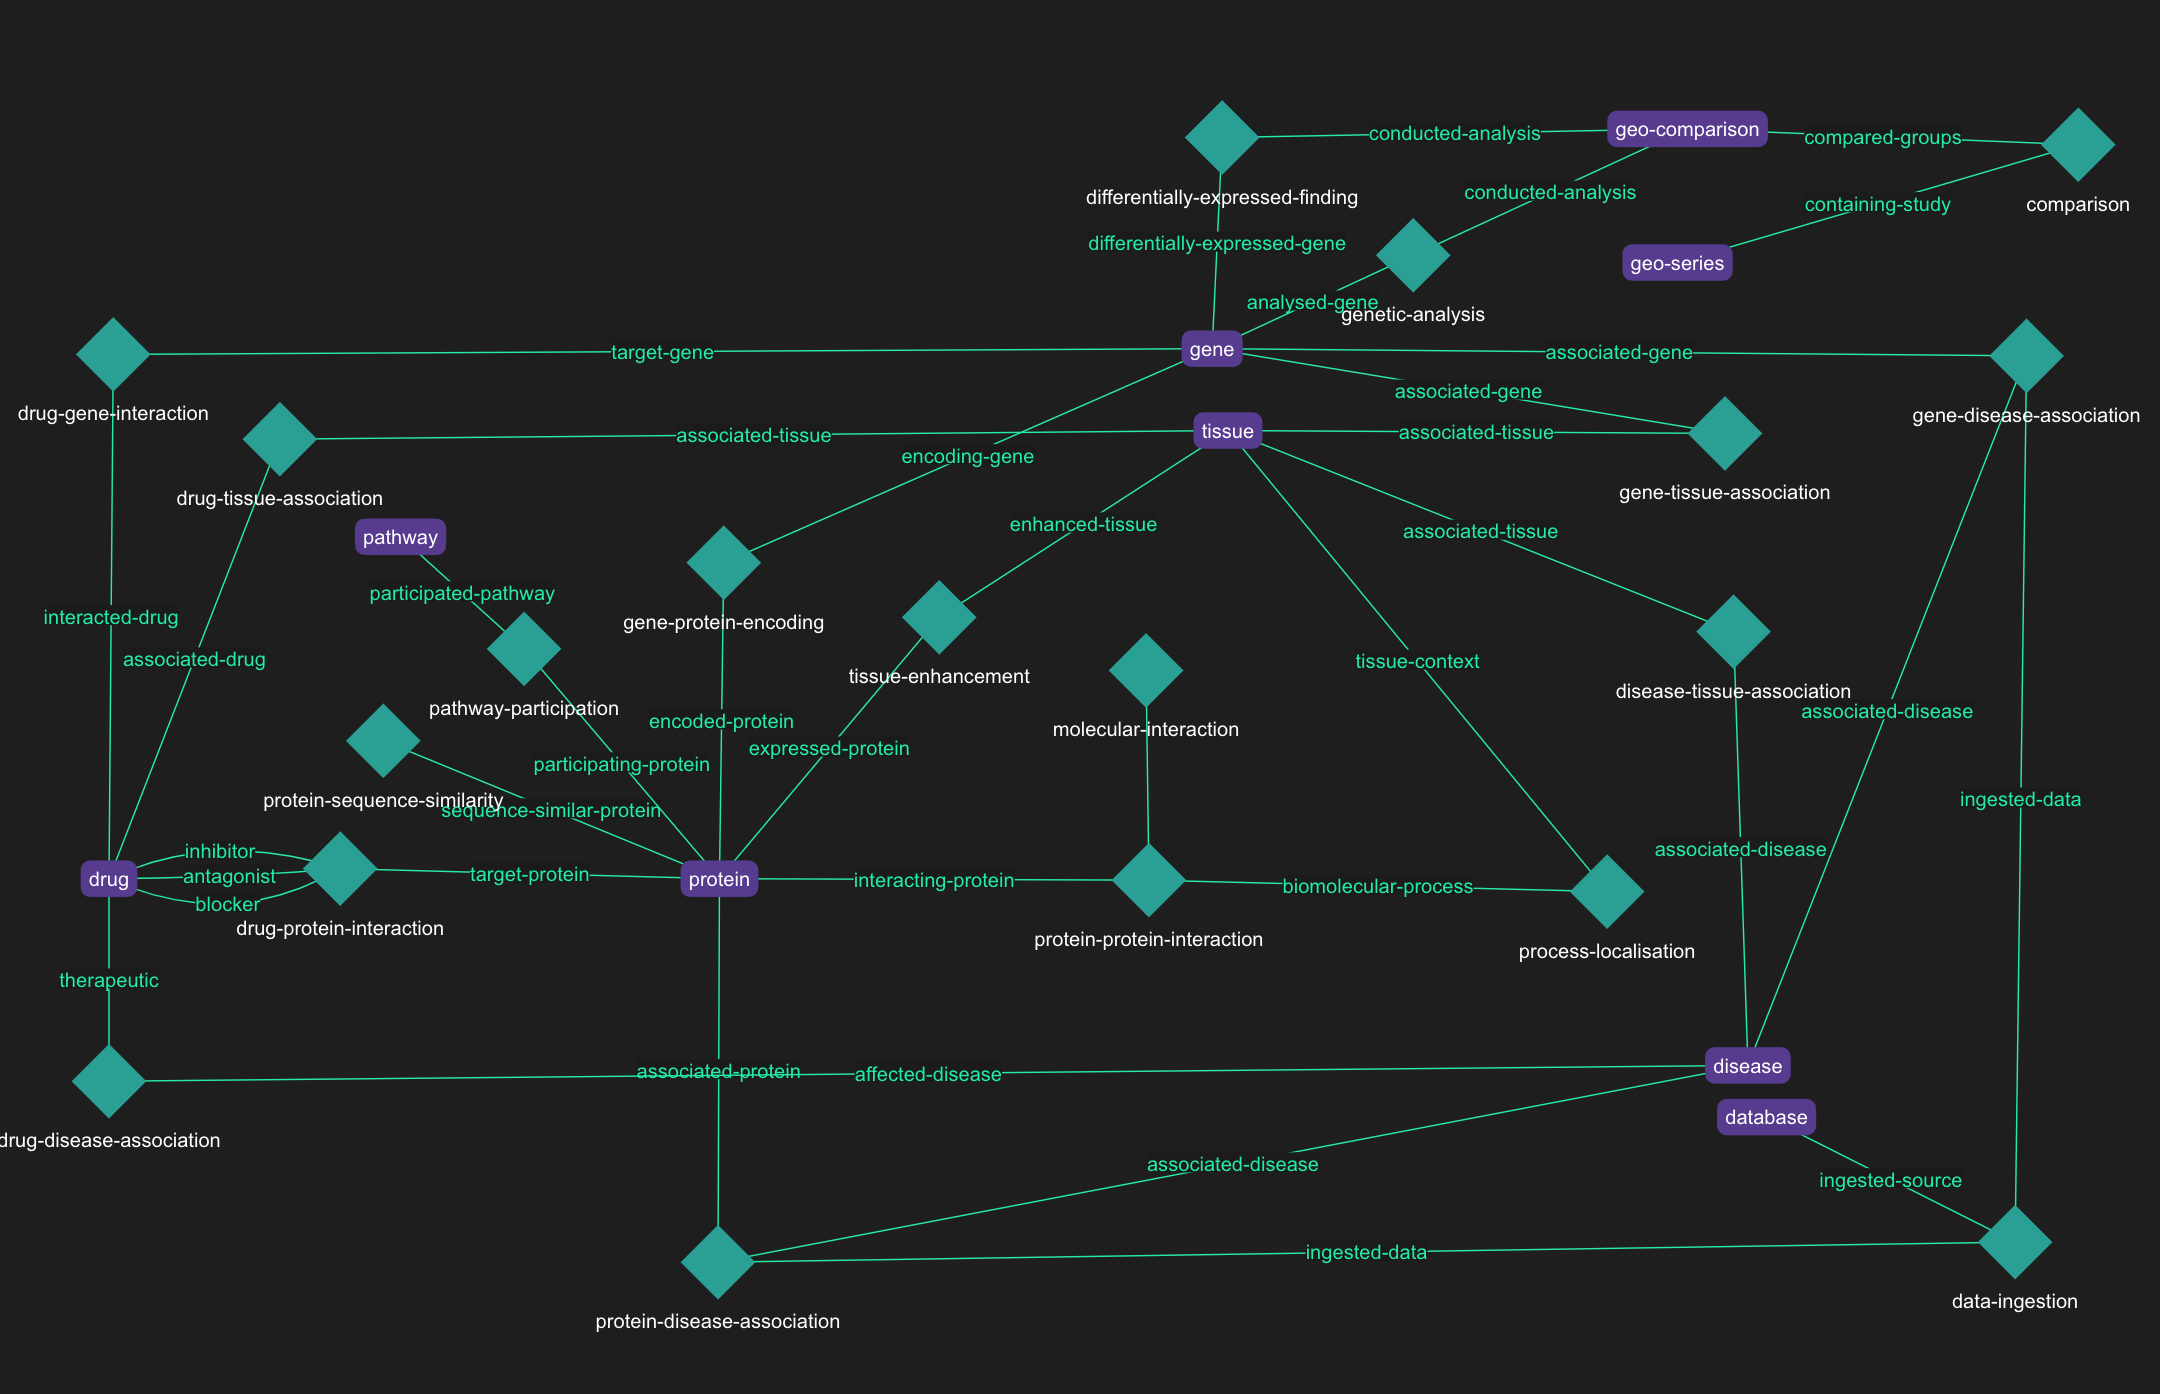 conducted-analysis
geo-comparison
compared-groups
differentially-expressed-finding
conducted-analysis
containing-study
comparison
differentially-expressed-gene
geo-series
analysed-gene
genetic-analysis
target-gene
gene
associated-gene
drug-gene-interaction
associated-gene
gene-disease-association
associated-tissue
tissue
associated-tissue
encoding-gene
drug-tissue-association
gene-tissue-association
pathway
enhanced-tissue
associated-tissue
participated-pathway
interacted-drug
gene-protein-encoding
associated-drug
tissue-context
tissue-enhancement
disease-tissue-association
pathway-participation
encoded-protein
molecular-interaction
associated-disease
expressed-protein
participating-protein
protein-sequence-similarity
sequence-similar-protein
ingested-data
inhibitor
associated-disease
drug
antagonist
target-protein
protein
interacting-protein
biomolecular-process
blocker
drug-protein-interaction
protein-protein-interaction
process-localisation
therapeutic
associated-protein
affected-disease
disease
database
drug-disease-association
associated-disease
ingested-source
ingested-data
data-ingestion
protein-disease-association